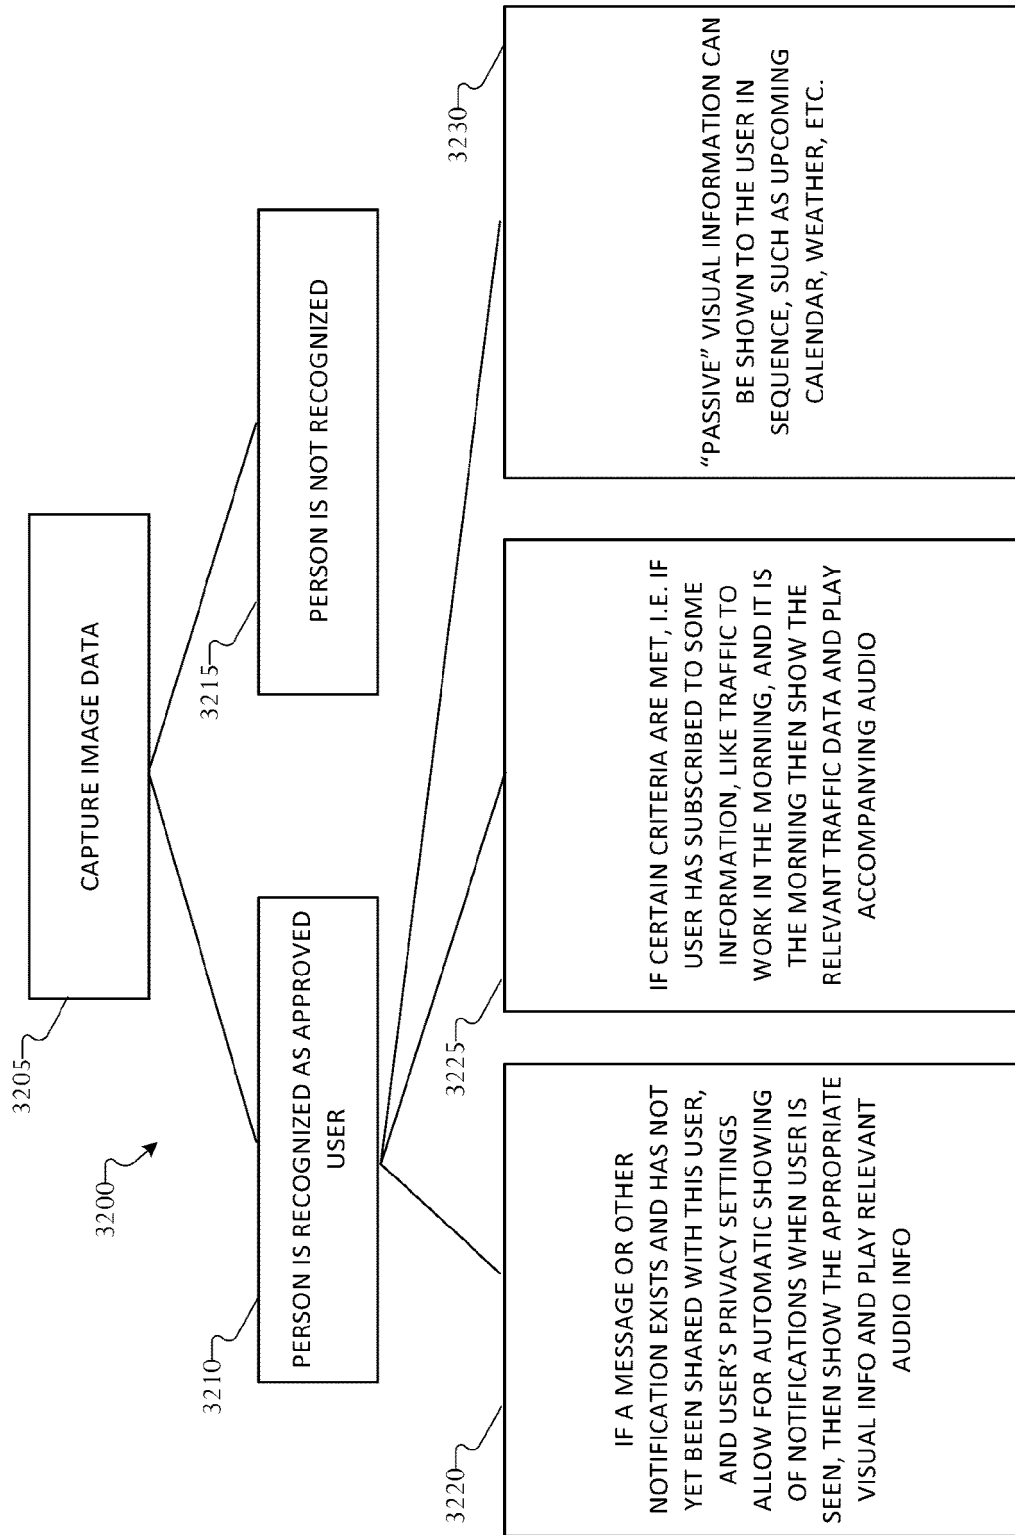 3205
CAPTURE IMAGE DATA
3200
3210
PERSON IS RECOGNIZED AS APPROVED
USER
3215
PERSON IS NOT RECOGNIZED
3220
IF A MESSAGE OR OTHER
NOTIFICATION EXISTS AND HAS NOT
YET BEEN SHARED WITH THIS USER,
AND USER’S PRIVACY SETTINGS
ALLOW FOR AUTOMATIC SHOWING
OF NOTIFICATIONS WHEN USER IS
SEEN, THEN SHOW THE APPROPRIATE
VISUAL INFO AND PLAY RELEVANT
AUDIO INFO
3225
IF CERTAIN CRITERIA ARE MET, I.E. IF
USER HAS SUBSCRIBED TO SOME
INFORMATION, LIKE TRAFFIC TO
WORK IN THE MORNING, AND IT IS
THE MORNING THEN SHOW THE
RELEVANT TRAFFIC DATA AND PLAY
ACCOMPANYING AUDIO
3230
“PASSIVE” VISUAL INFORMATION CAN
BE SHOWN TO THE USER IN
SEQUENCE, SUCH AS UPCOMING
CALENDAR, WEATHER, ETC.